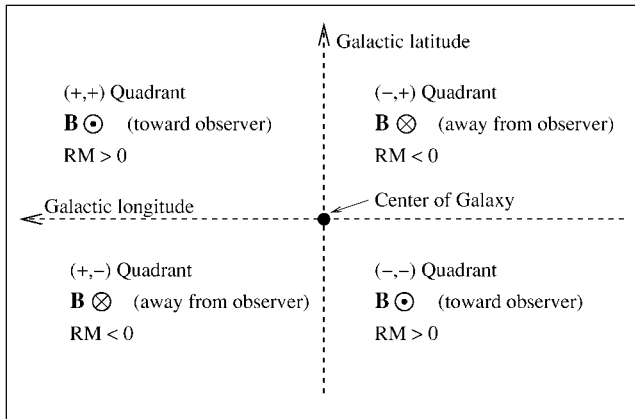 Galactic latitude
(+,+) Quadrant
B ⊙ (toward observer)
RM > 0
(−,+) Quadrant
B ⊗ (away from observer)
RM < 0
Galactic longitude
Center of Galaxy
(+,−) Quadrant
B ⊗ (away from observer)
RM < 0
(−,−) Quadrant
B ⊙ (toward observer)
RM > 0